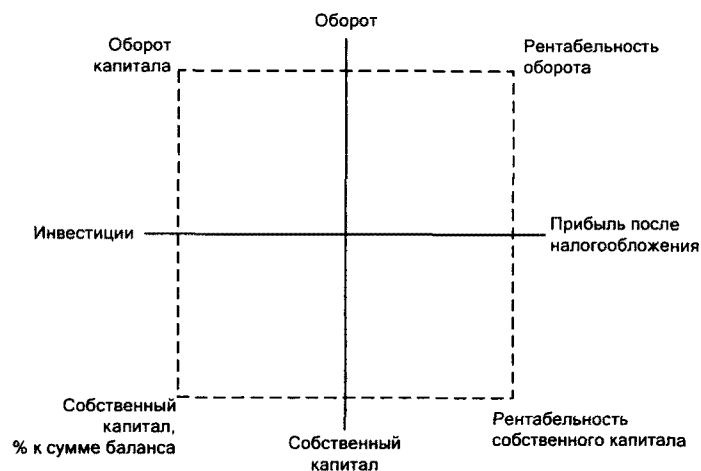 Оборот
Оборот
капитала
Рентабельность
оборота
Инвестиции
Прибыль после
налогообложения
Собственный
капитал,
% к сумме баланса
Собственный
капитал
Рентабельность
собственного капитала